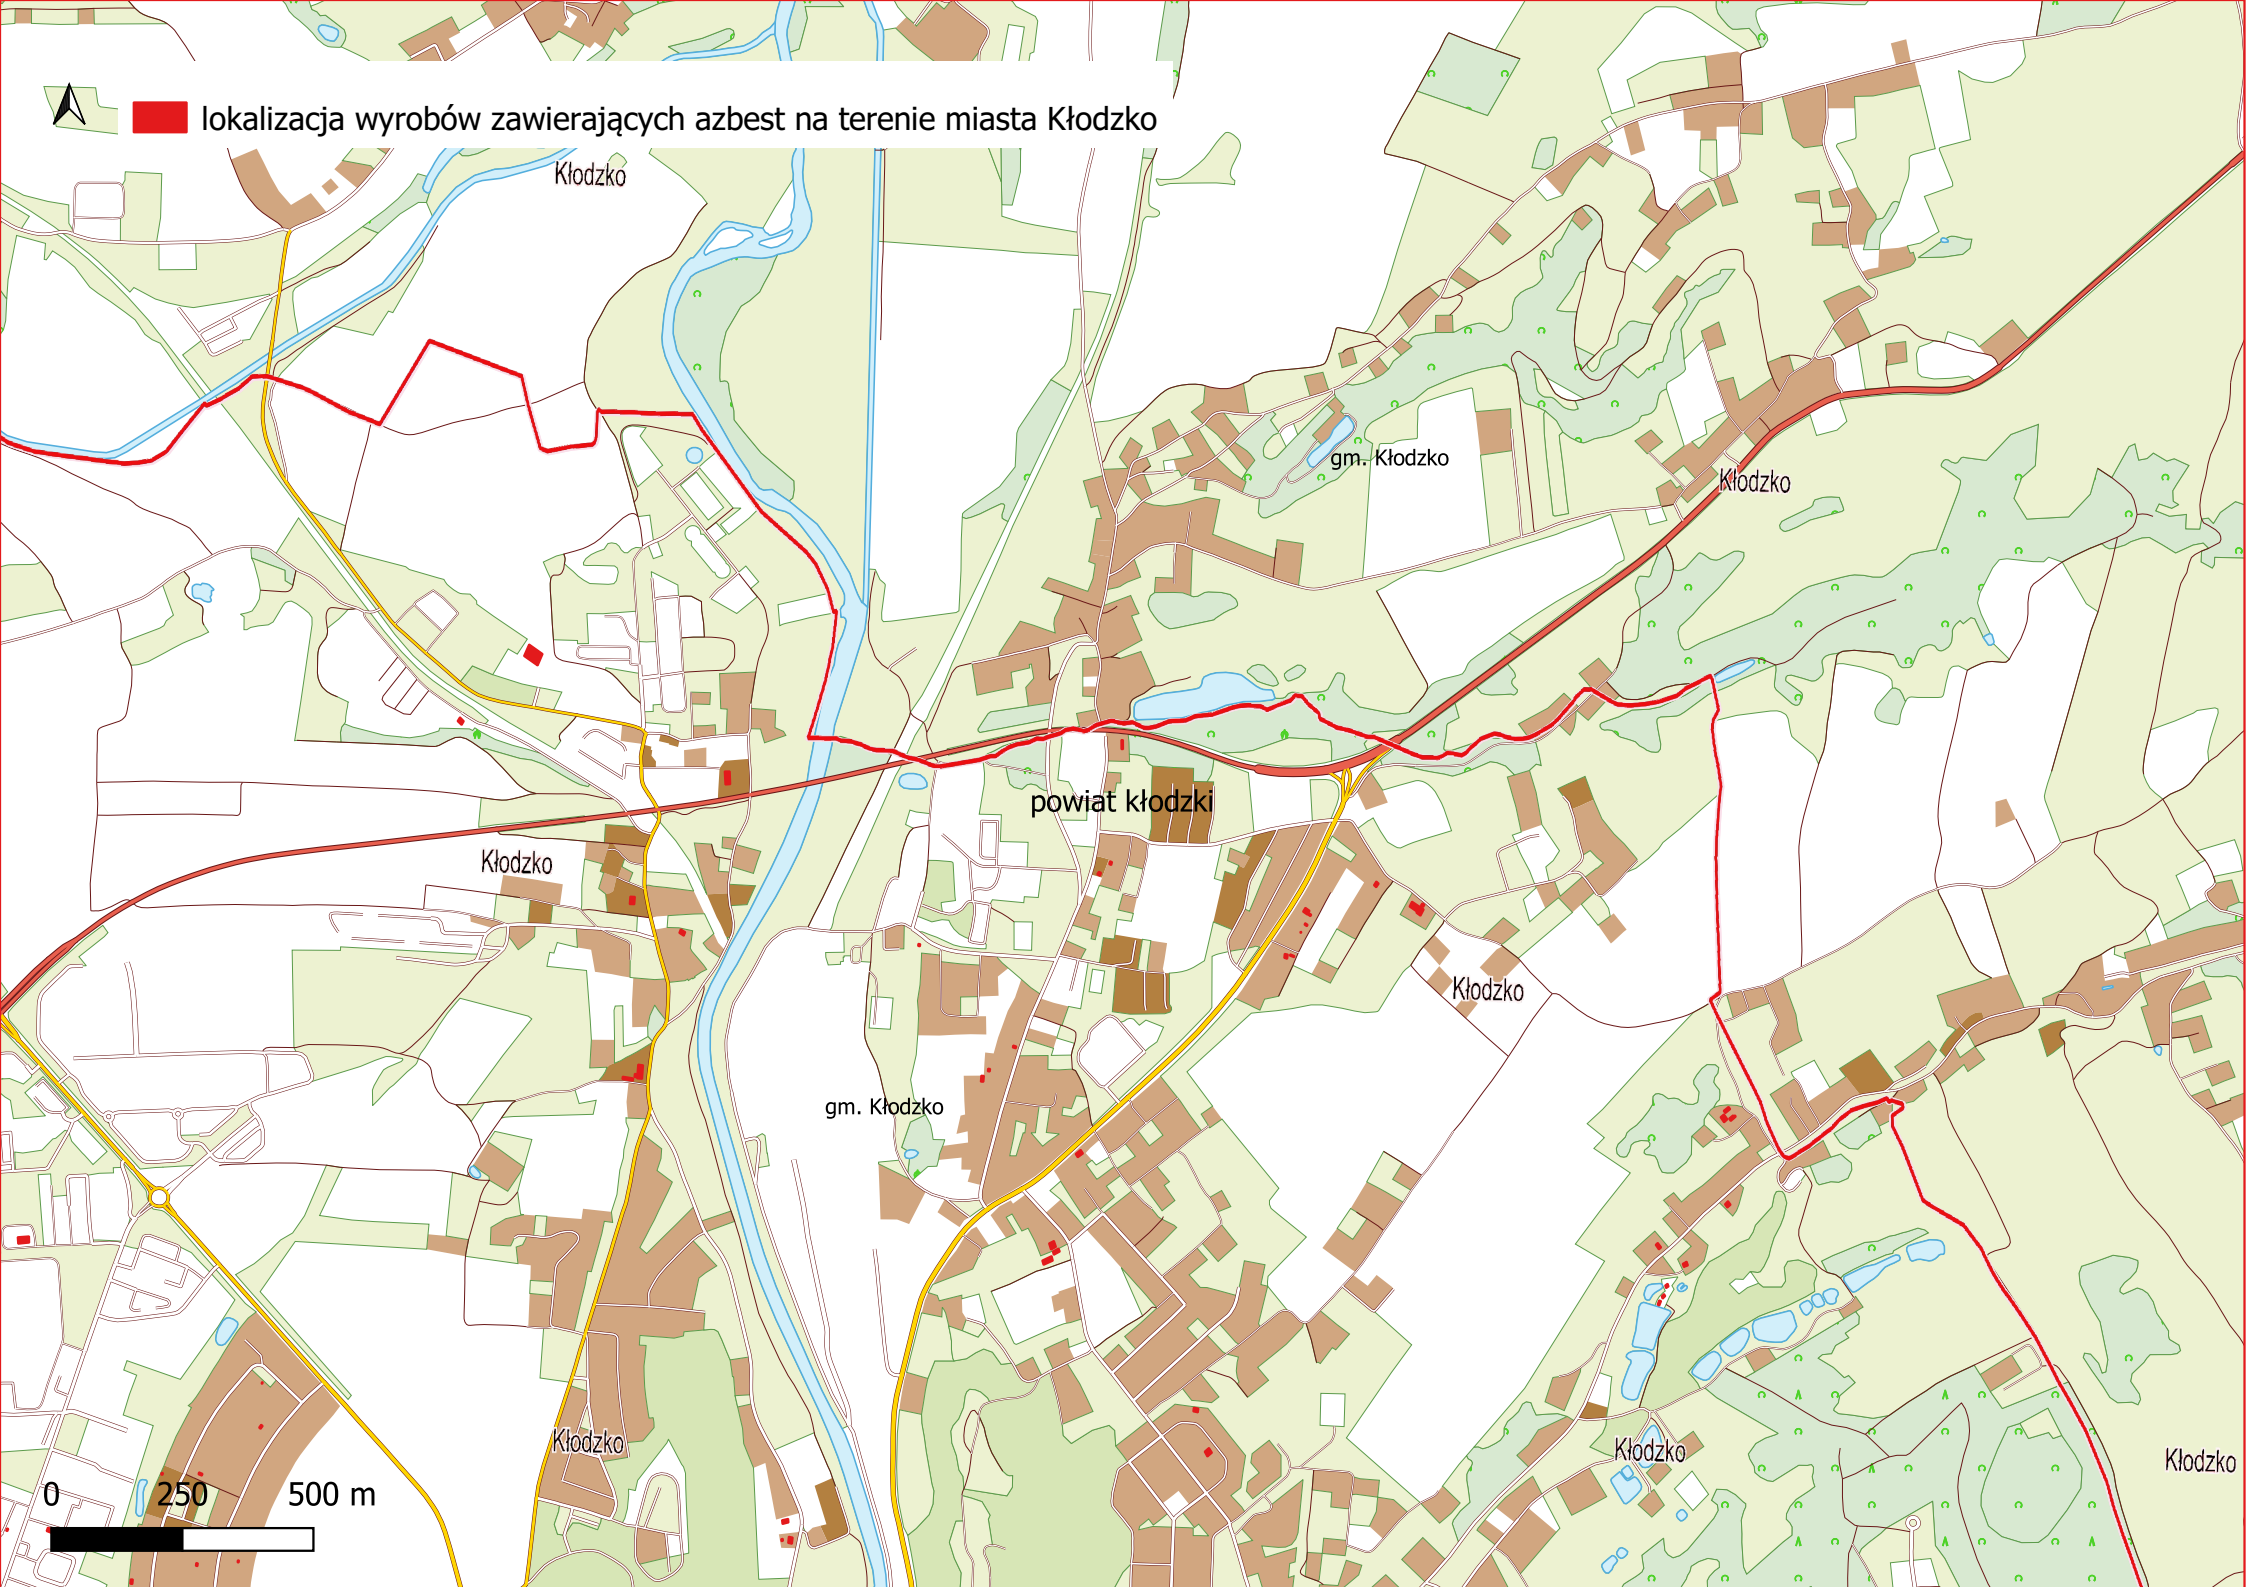 lokalizacja wyrobów zawierających azbest na terenie miasta Kłodzko
Kłodzko
gm. Kłodzko
Kłodzko
powiat kłodzki
Kłodzko
Kłodzko
gm. Kłodzko
Kłodzko
Kłodzko
Kłodzko
0 250 500 m